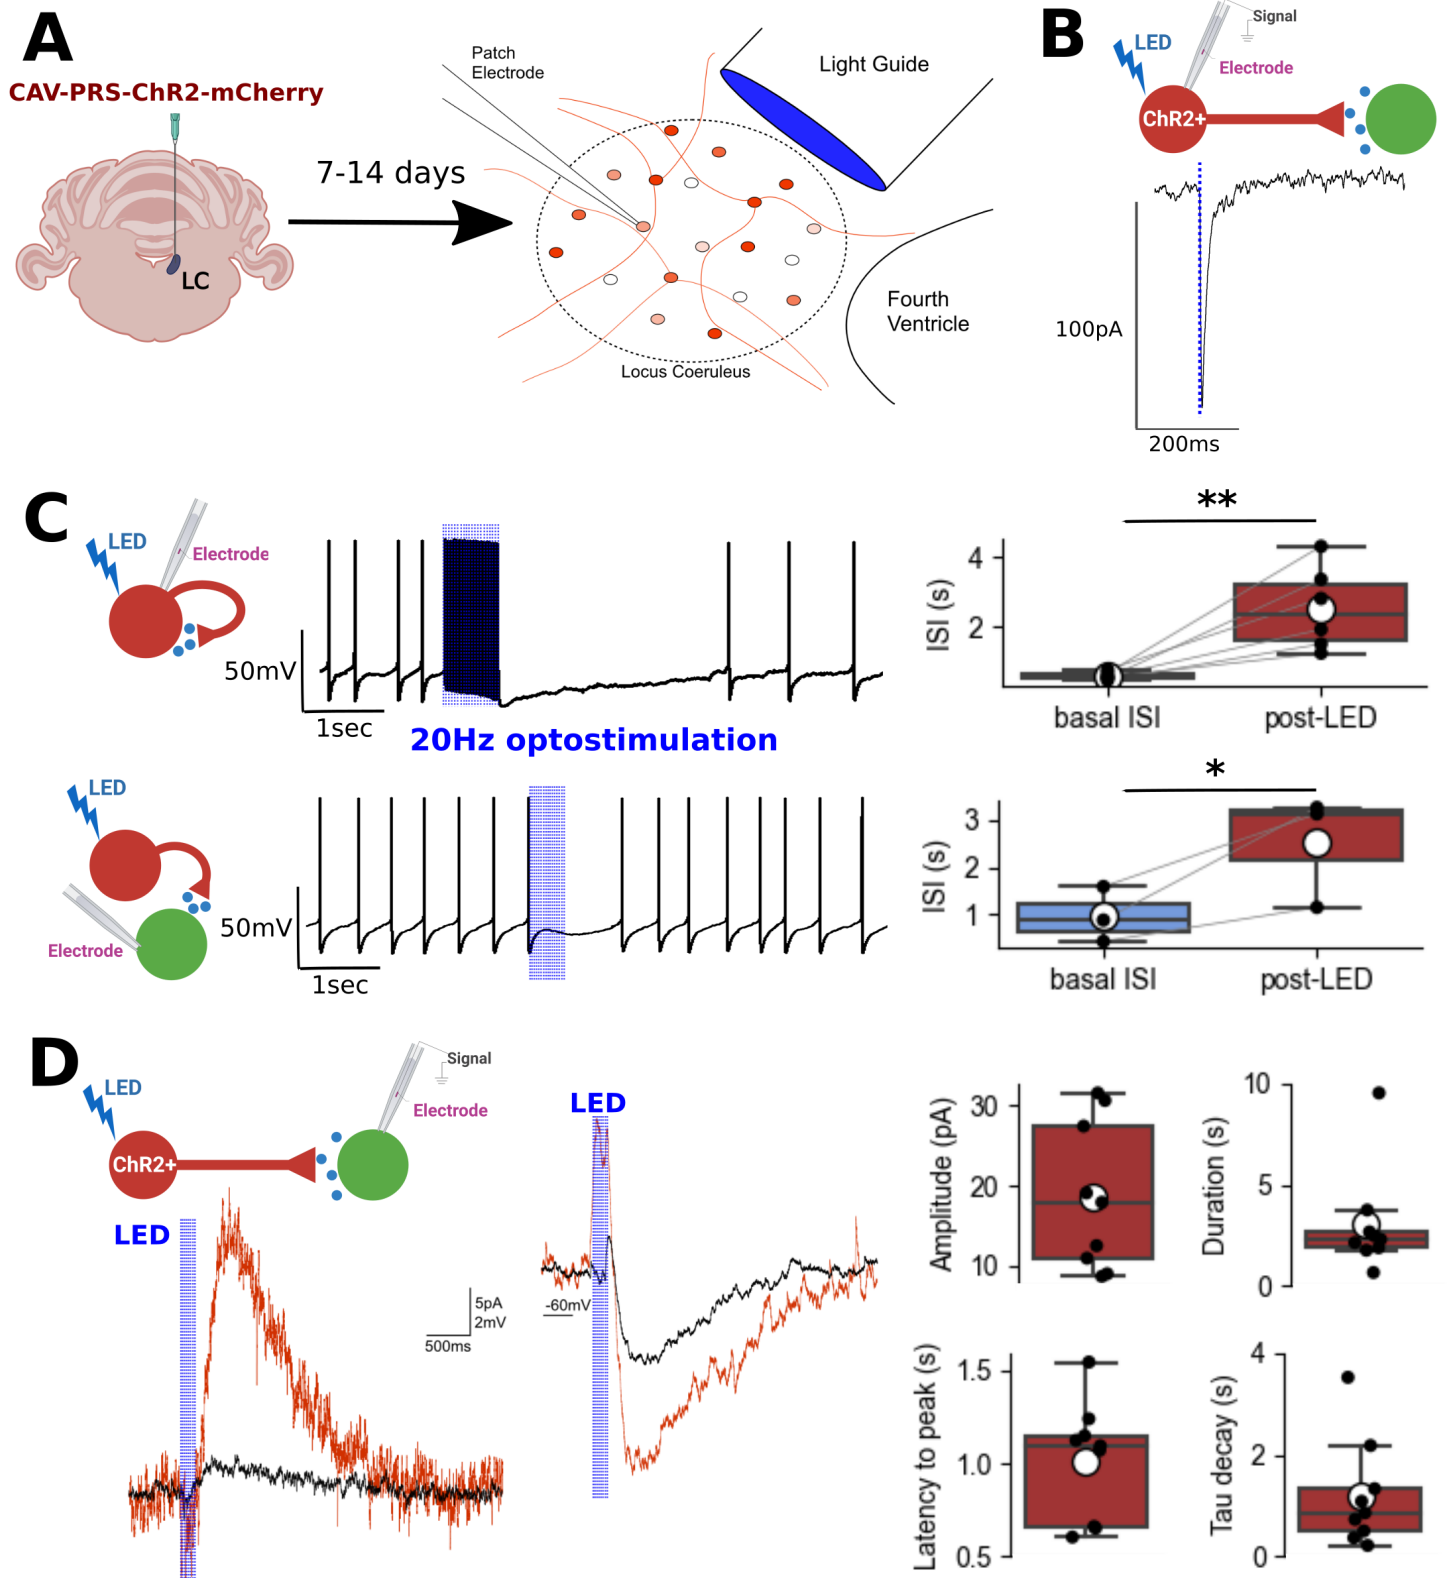 A
CAV-PRS-ChR2-mCherry
LC
7-14 days
Patch
Electrode
Light Guide
Fourth
Ventricle
Locus Coeruleus
B
Signal
LED
Electrode
ChR2+
100pA
200ms
C
LED
Electrode
50mV
1sec
20Hz optostimulation
**
ISI (s)
4
2
basal ISI
post-LED
LED
Electrode
50mV
1sec
*
ISI (s)
3
2
1
basal ISI
post-LED
D
Signal
LED
Electrode
ChR2+
LED
5pA
2mV
500ms
LED
-60mV
Amplitude (pA)
30
20
10
Duration (s)
10
5
0
Latency to peak (s)
1.5
1.0
0.5
Tau decay (s)
4
2
0